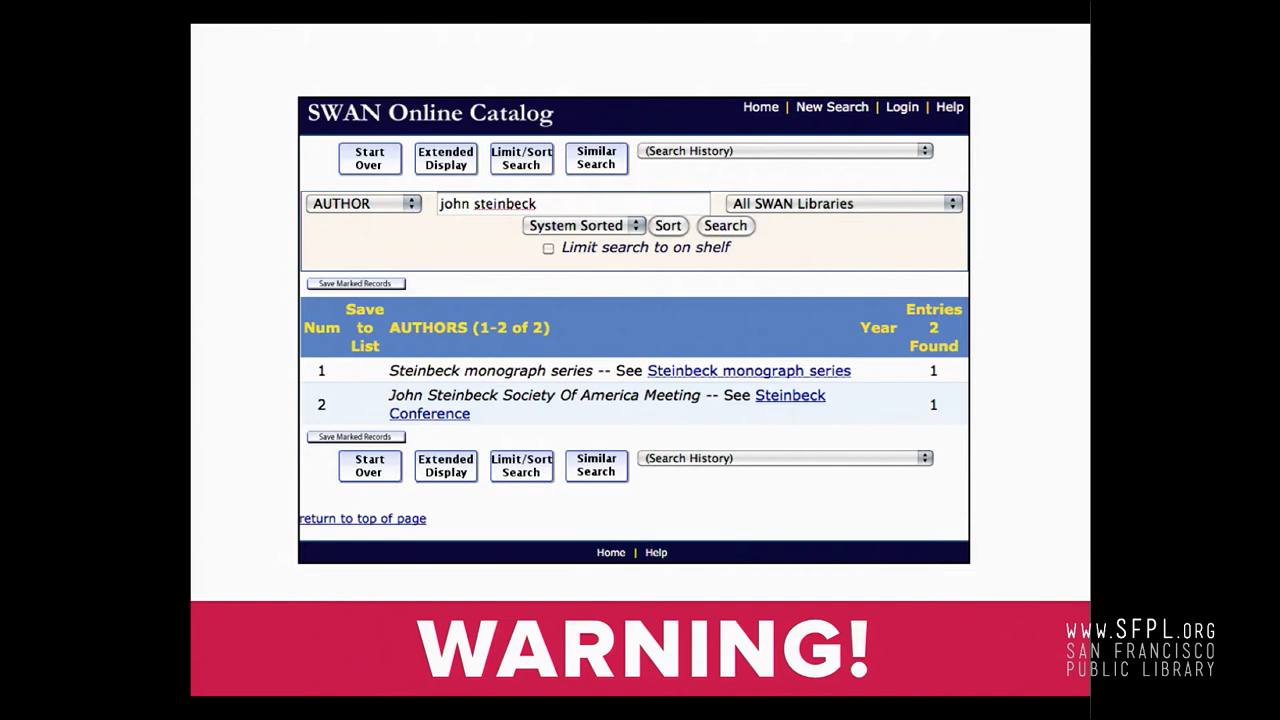 SWAN Online Catalog
Home | New Search | Login | Help
Start Over
Extended Display
Limit/Sort Search
Similar Search
(Search History)
AUTHOR
john steinbeck
All SWAN Libraries
System Sorted
Sort
Search
Limit search to on shelf
Save Marked Records
Num
Save to List
AUTHORS (1-2 of 2)
Year
Entries 2 Found
1 Steinbeck monograph series -- See Steinbeck monograph series 1
2 John Steinbeck Society Of America Meeting -- See Steinbeck
Conference 1
Save Marked Records
Start Over
Extended Display
Limit/Sort Search
Similar Search
(Search History)
return to top of page
Home | Help
WARNING!
WWW.SFPL.ORG
SAN FRANCISCO
PUBLIC LIBRARY